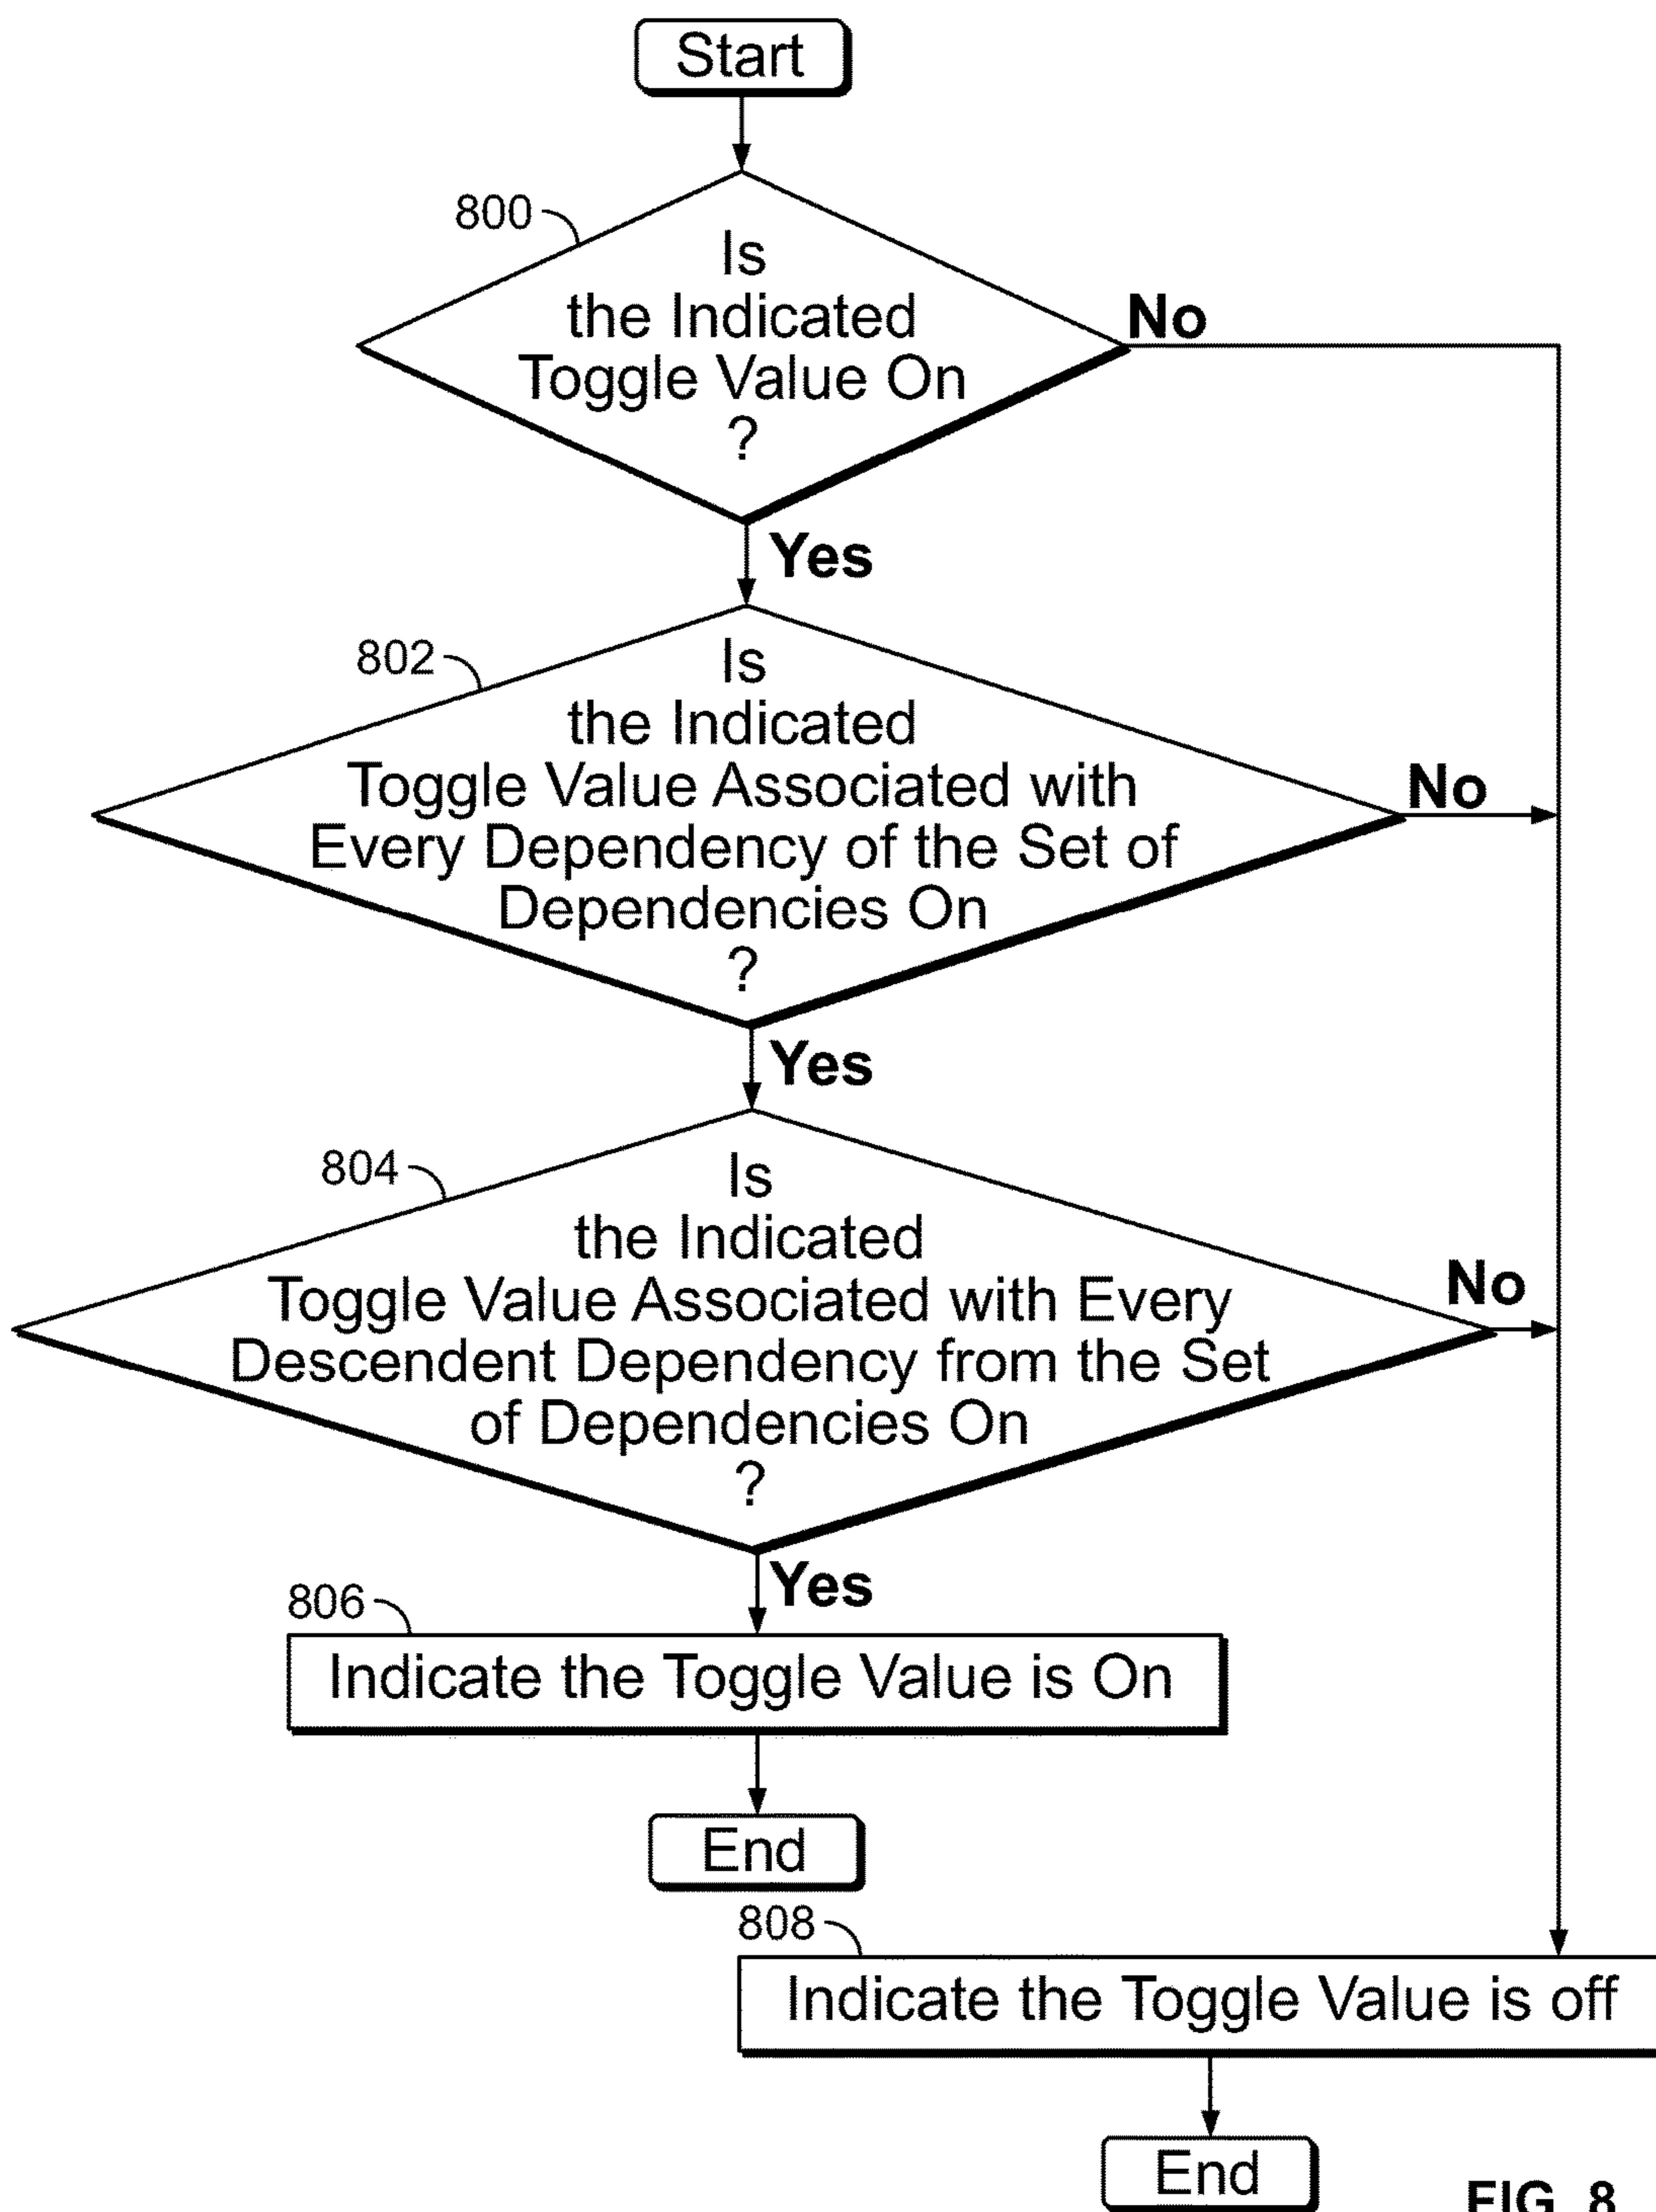 Start
800
Is
the Indicated
Toggle Value On
?
No
Yes
802
Is
the Indicated
Toggle Value Associated with
Every Dependency of the Set of
Dependencies On
?
No
Yes
804
Is
the Indicated
Toggle Value Associated with Every
Descendent Dependency from the Set
of Dependencies On
?
No
Yes
806
Indicate the Toggle Value is On
End
808
Indicate the Toggle Value is off
End
FIG. 8